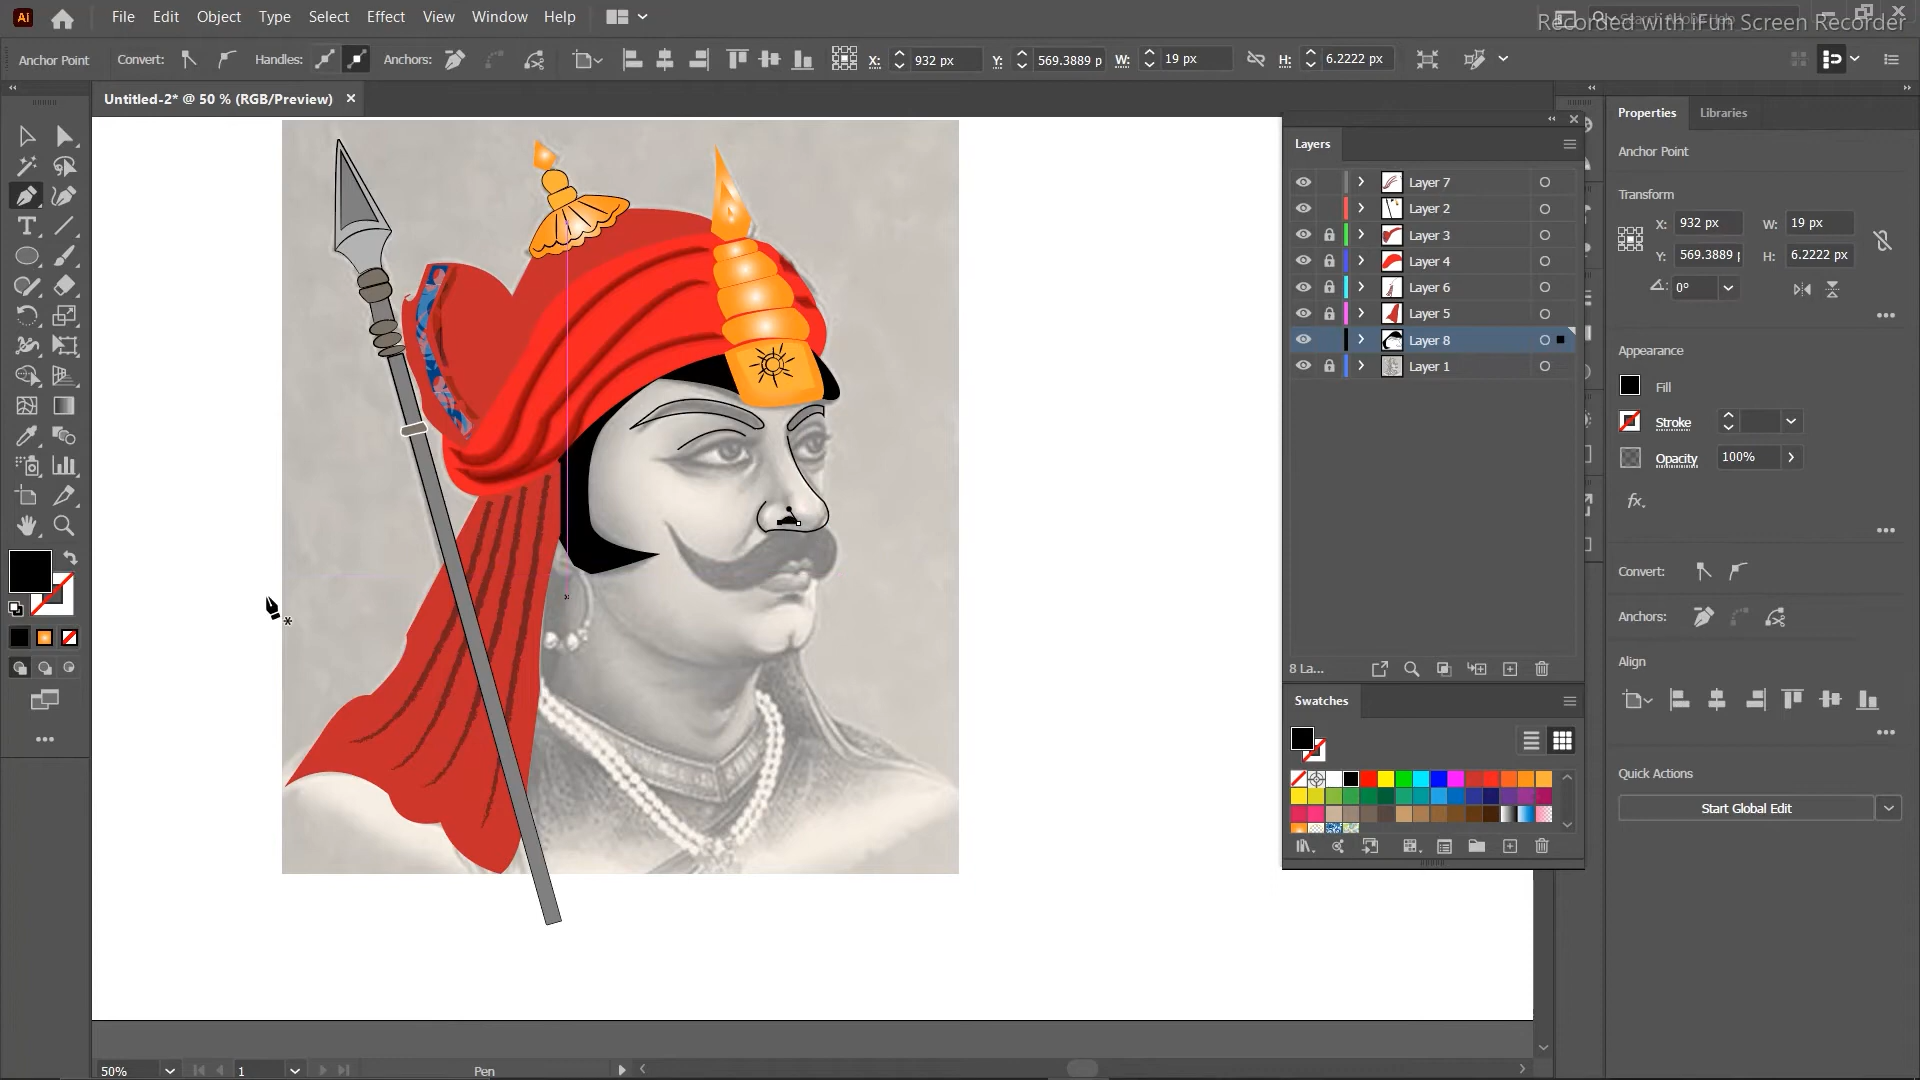 Ai File Edit Object Type Select Effect View Window Help
Recorded with iFun Screen Recorder
Anchor Point Convert: Handles: Anchors: X: 932 px Y: 569.3889 p W: 19 px H: 6.2222 px
Untitled-2* @ 50 % (RGB/Preview)
Layers
Layer 7
Layer 2
Layer 3
Layer 4
Layer 6
Layer 5
Layer 8
Layer 1
8 La...
Swatches
Properties Libraries
Anchor Point
Transform
X: 932 px W: 19 px
Y: 569.3889 p H: 6.2222 px
0°
Appearance
Fill
Stroke
Opacity 100%
fx.
Convert:
Anchors:
Align
Quick Actions
Start Global Edit
50% 1 Pen